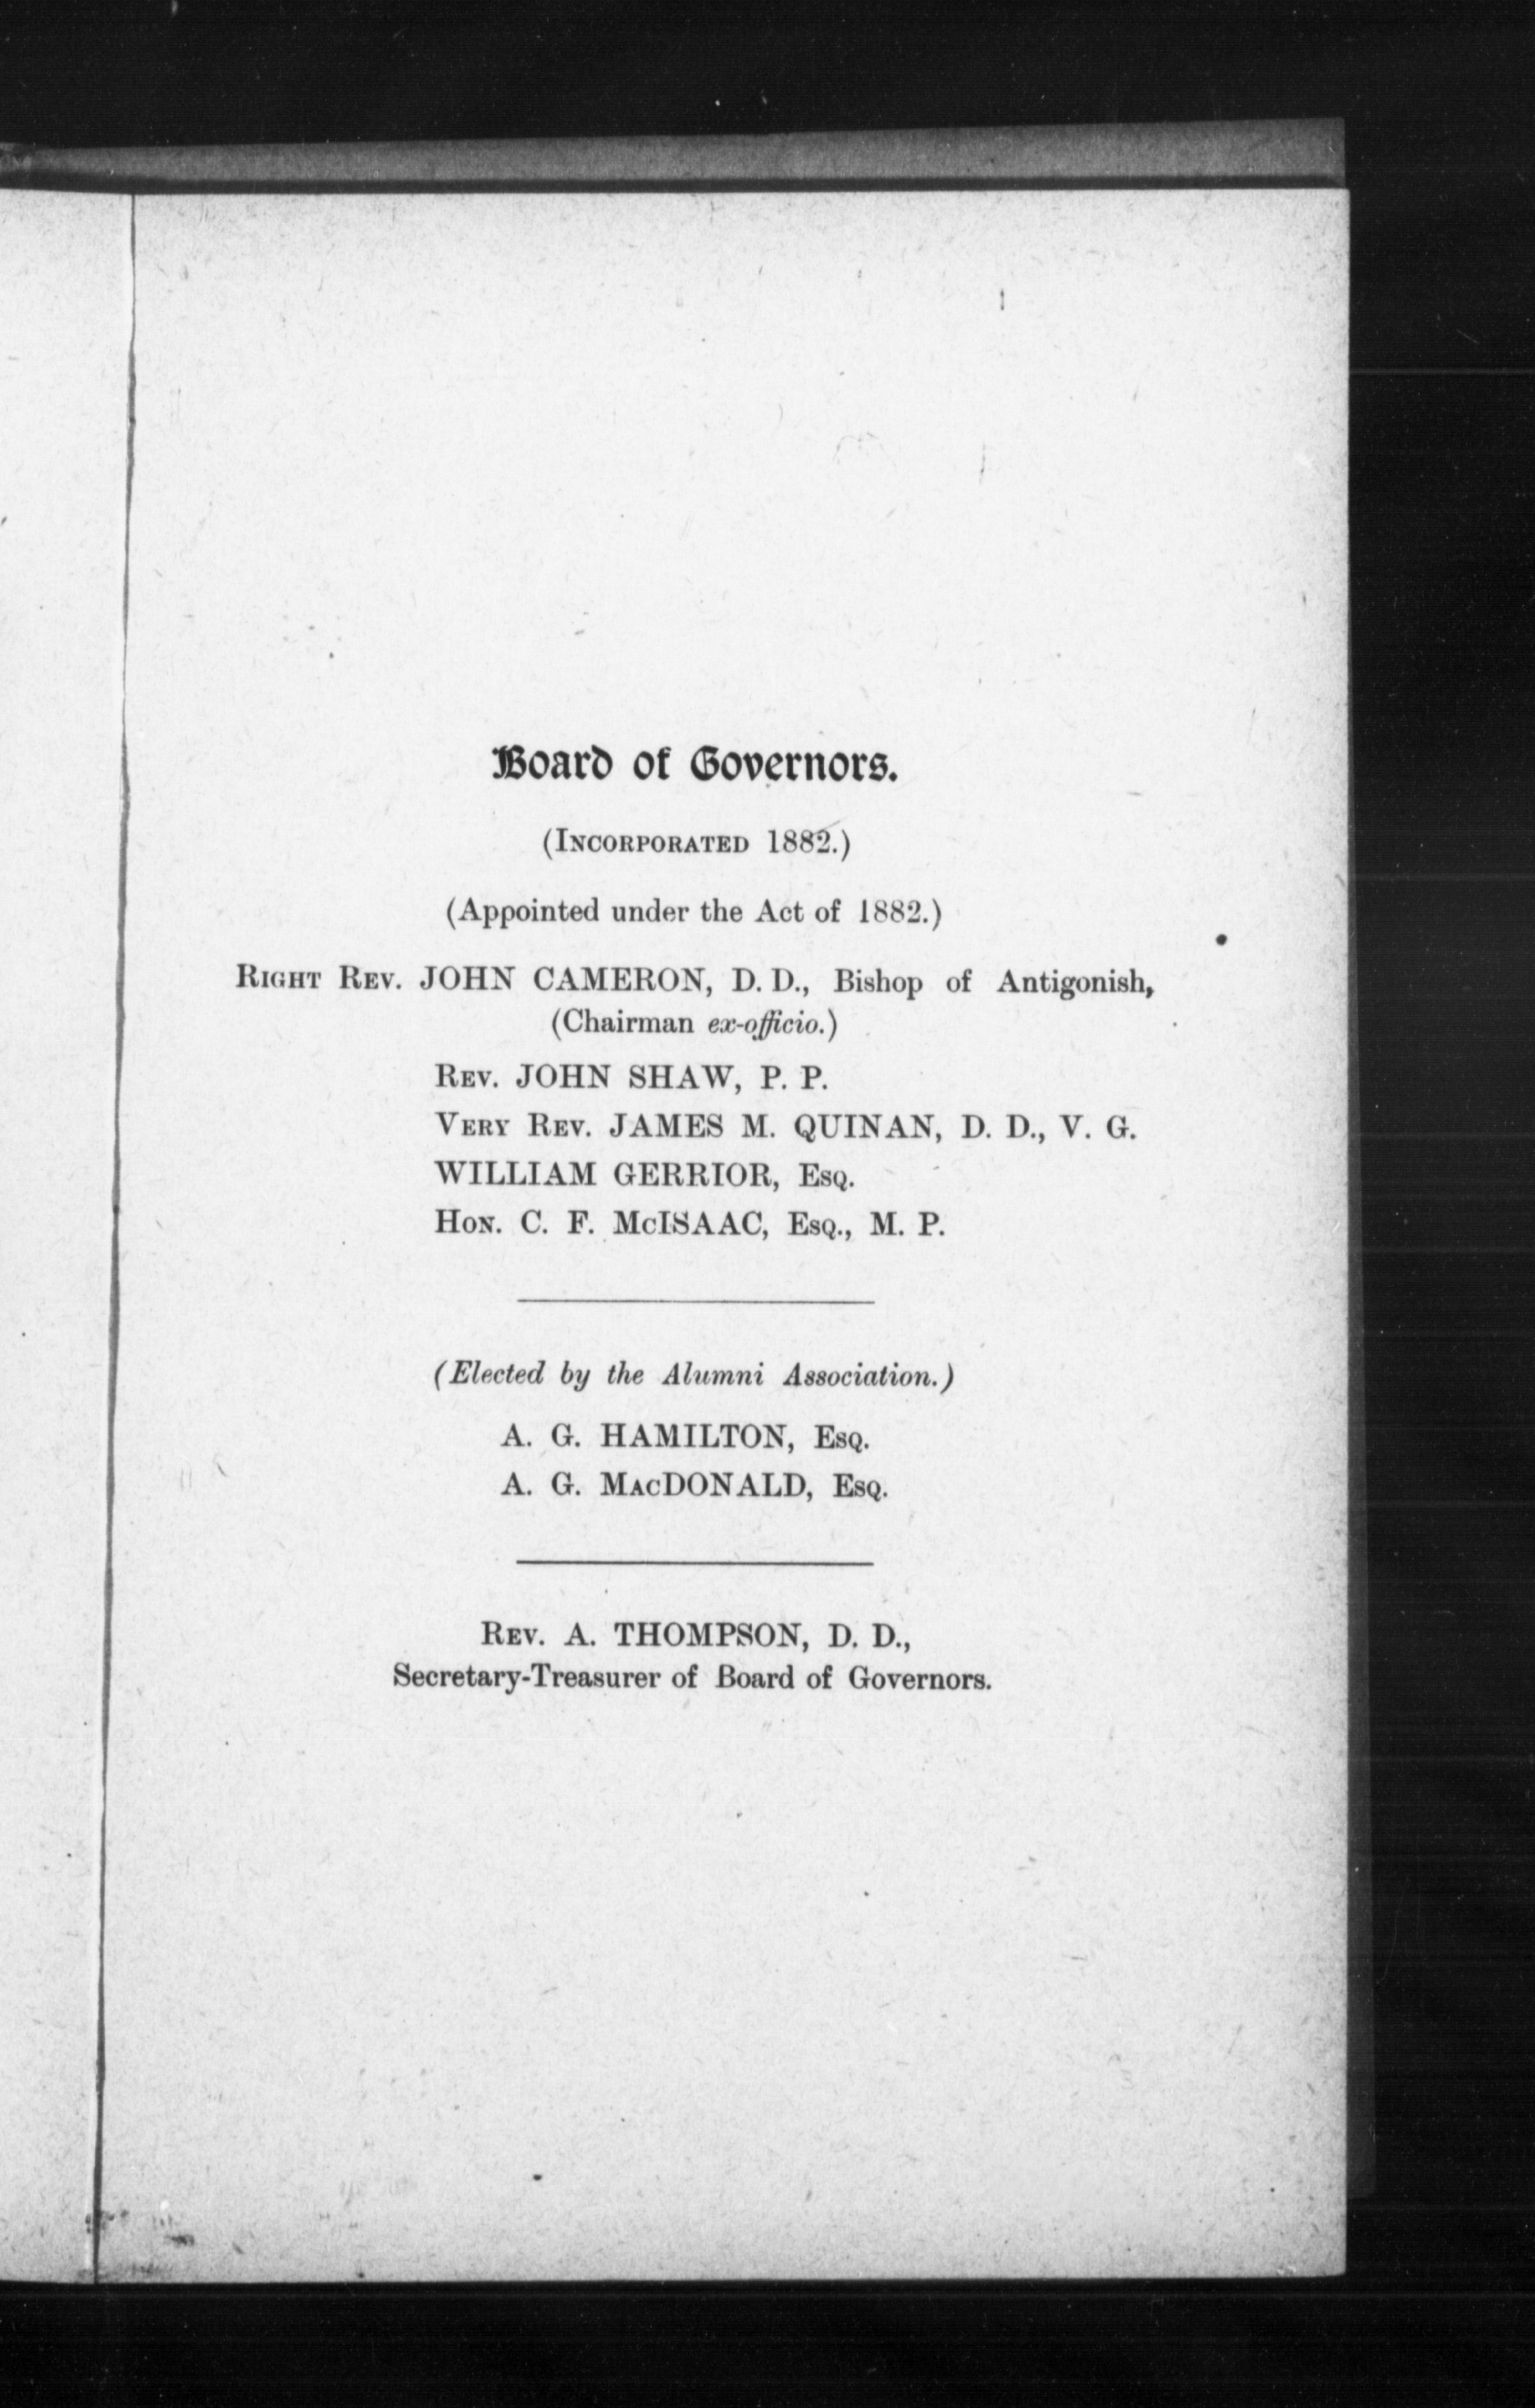 Board of Governors.
(Incorporated 1882.)
(Appointed under the Act of 1882.)
Right Rev. JOHN CAMERON, D. D., Bishop of Antigonish,
(Chairman ex-officio.)
Rev. JOHN SHAW, P. P.
Very Rev. JAMES M. QUINAN, D. D., V. G.
WILLIAM GERRIOR, Esq.
Hon. C. F. McISAAC, Esq., M. P.
(Elected by the Alumni Association.)
A. G. HAMILTON, Esq.
A. G. MacDONALD, Esq.
Rev. A. THOMPSON, D. D.,
Secretary-Treasurer of Board of Governors.